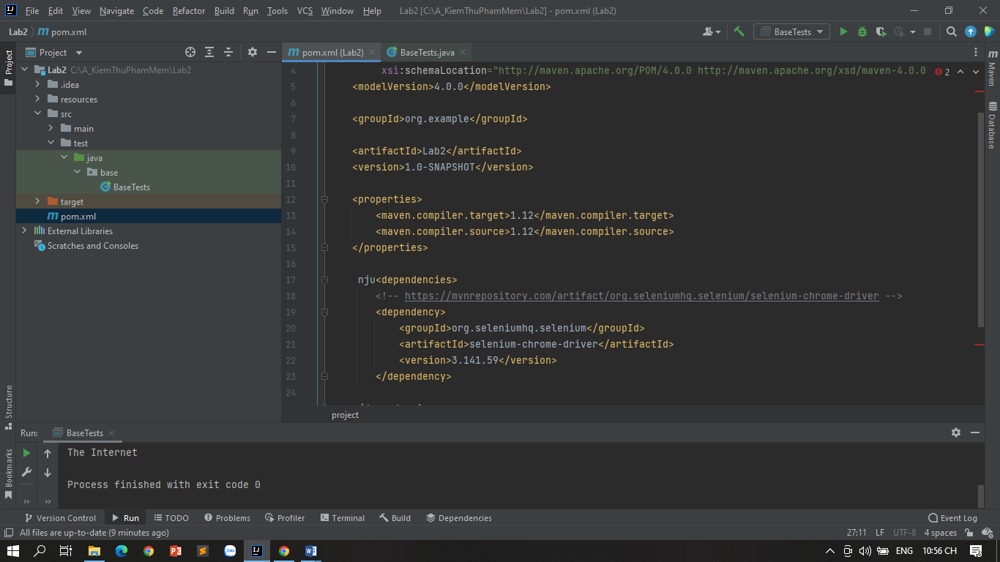 File Edit View Navigate Code Refactor Build Run Tools VCS Window Help Lab2 [C:\A_KiemThuPhamMem\Lab2] - pom.xml (Lab2)
Lab2 pom.xml BaseTests
Project pom.xml (Lab2) BaseTests.java
Project
Maven
Database
Structure
Bookmarks
Lab2 C:\A_KiemThuPhamMem\Lab2
.idea
resources
src
main
test
java
base
BaseTests
target
pom.xml
External Libraries
Scratches and Consoles
4 xsi:schemaLocation="http://maven.apache.org/POM/4.0.0 http://maven.apache.org/xsd/maven-4.0.0 2
5 <modelVersion>4.0.0</modelVersion>
6
7 <groupId>org.example</groupId>
8
9 <artifactId>Lab2</artifactId>
10 <version>1.0-SNAPSHOT</version>
11
12 <properties>
13 <maven.compiler.target>1.12</maven.compiler.target>
14 <maven.compiler.source>1.12</maven.compiler.source>
15 </properties>
16
17 nju<dependencies>
18 <!-- https://mvnrepository.com/artifact/org.seleniumhq.selenium/selenium-chrome-driver -->
19 <dependency>
20 <groupId>org.seleniumhq.selenium</groupId>
21 <artifactId>selenium-chrome-driver</artifactId>
22 <version>3.141.59</version>
23 </dependency>
24
project
Run: BaseTests
The Internet
Process finished with exit code 0
Version Control Run TODO Problems Profiler Terminal Build Dependencies Event Log
All files are up-to-date (9 minutes ago) 27:11 LF UTF-8 4 spaces
ENG 10:56 CH